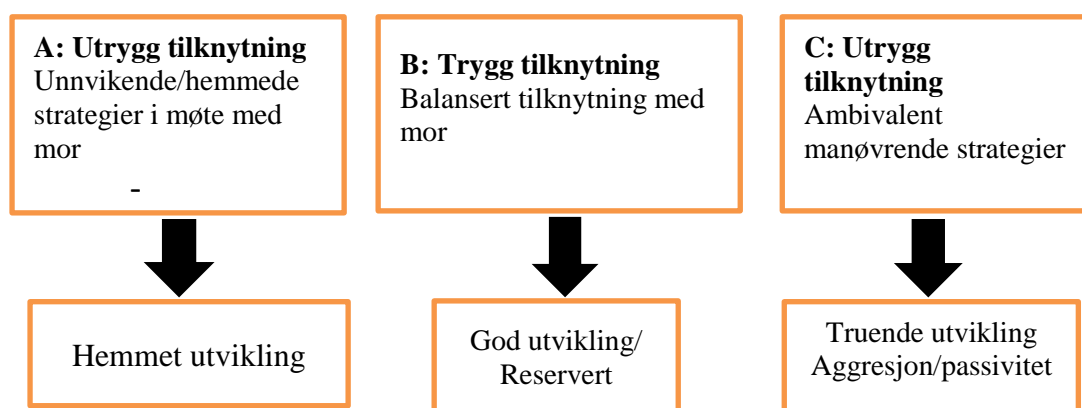 A: Utrygg tilknytning
Unnvikende/hemmede
strategier i møte med
mor
-
B: Trygg tilknytning
Balansert tilknytning med
mor
C: Utrygg
tilknytning
Ambivalent
manøvrende strategier
Hemmet utvikling
God utvikling/
Reservert
Truende utvikling
Aggresjon/passivitet